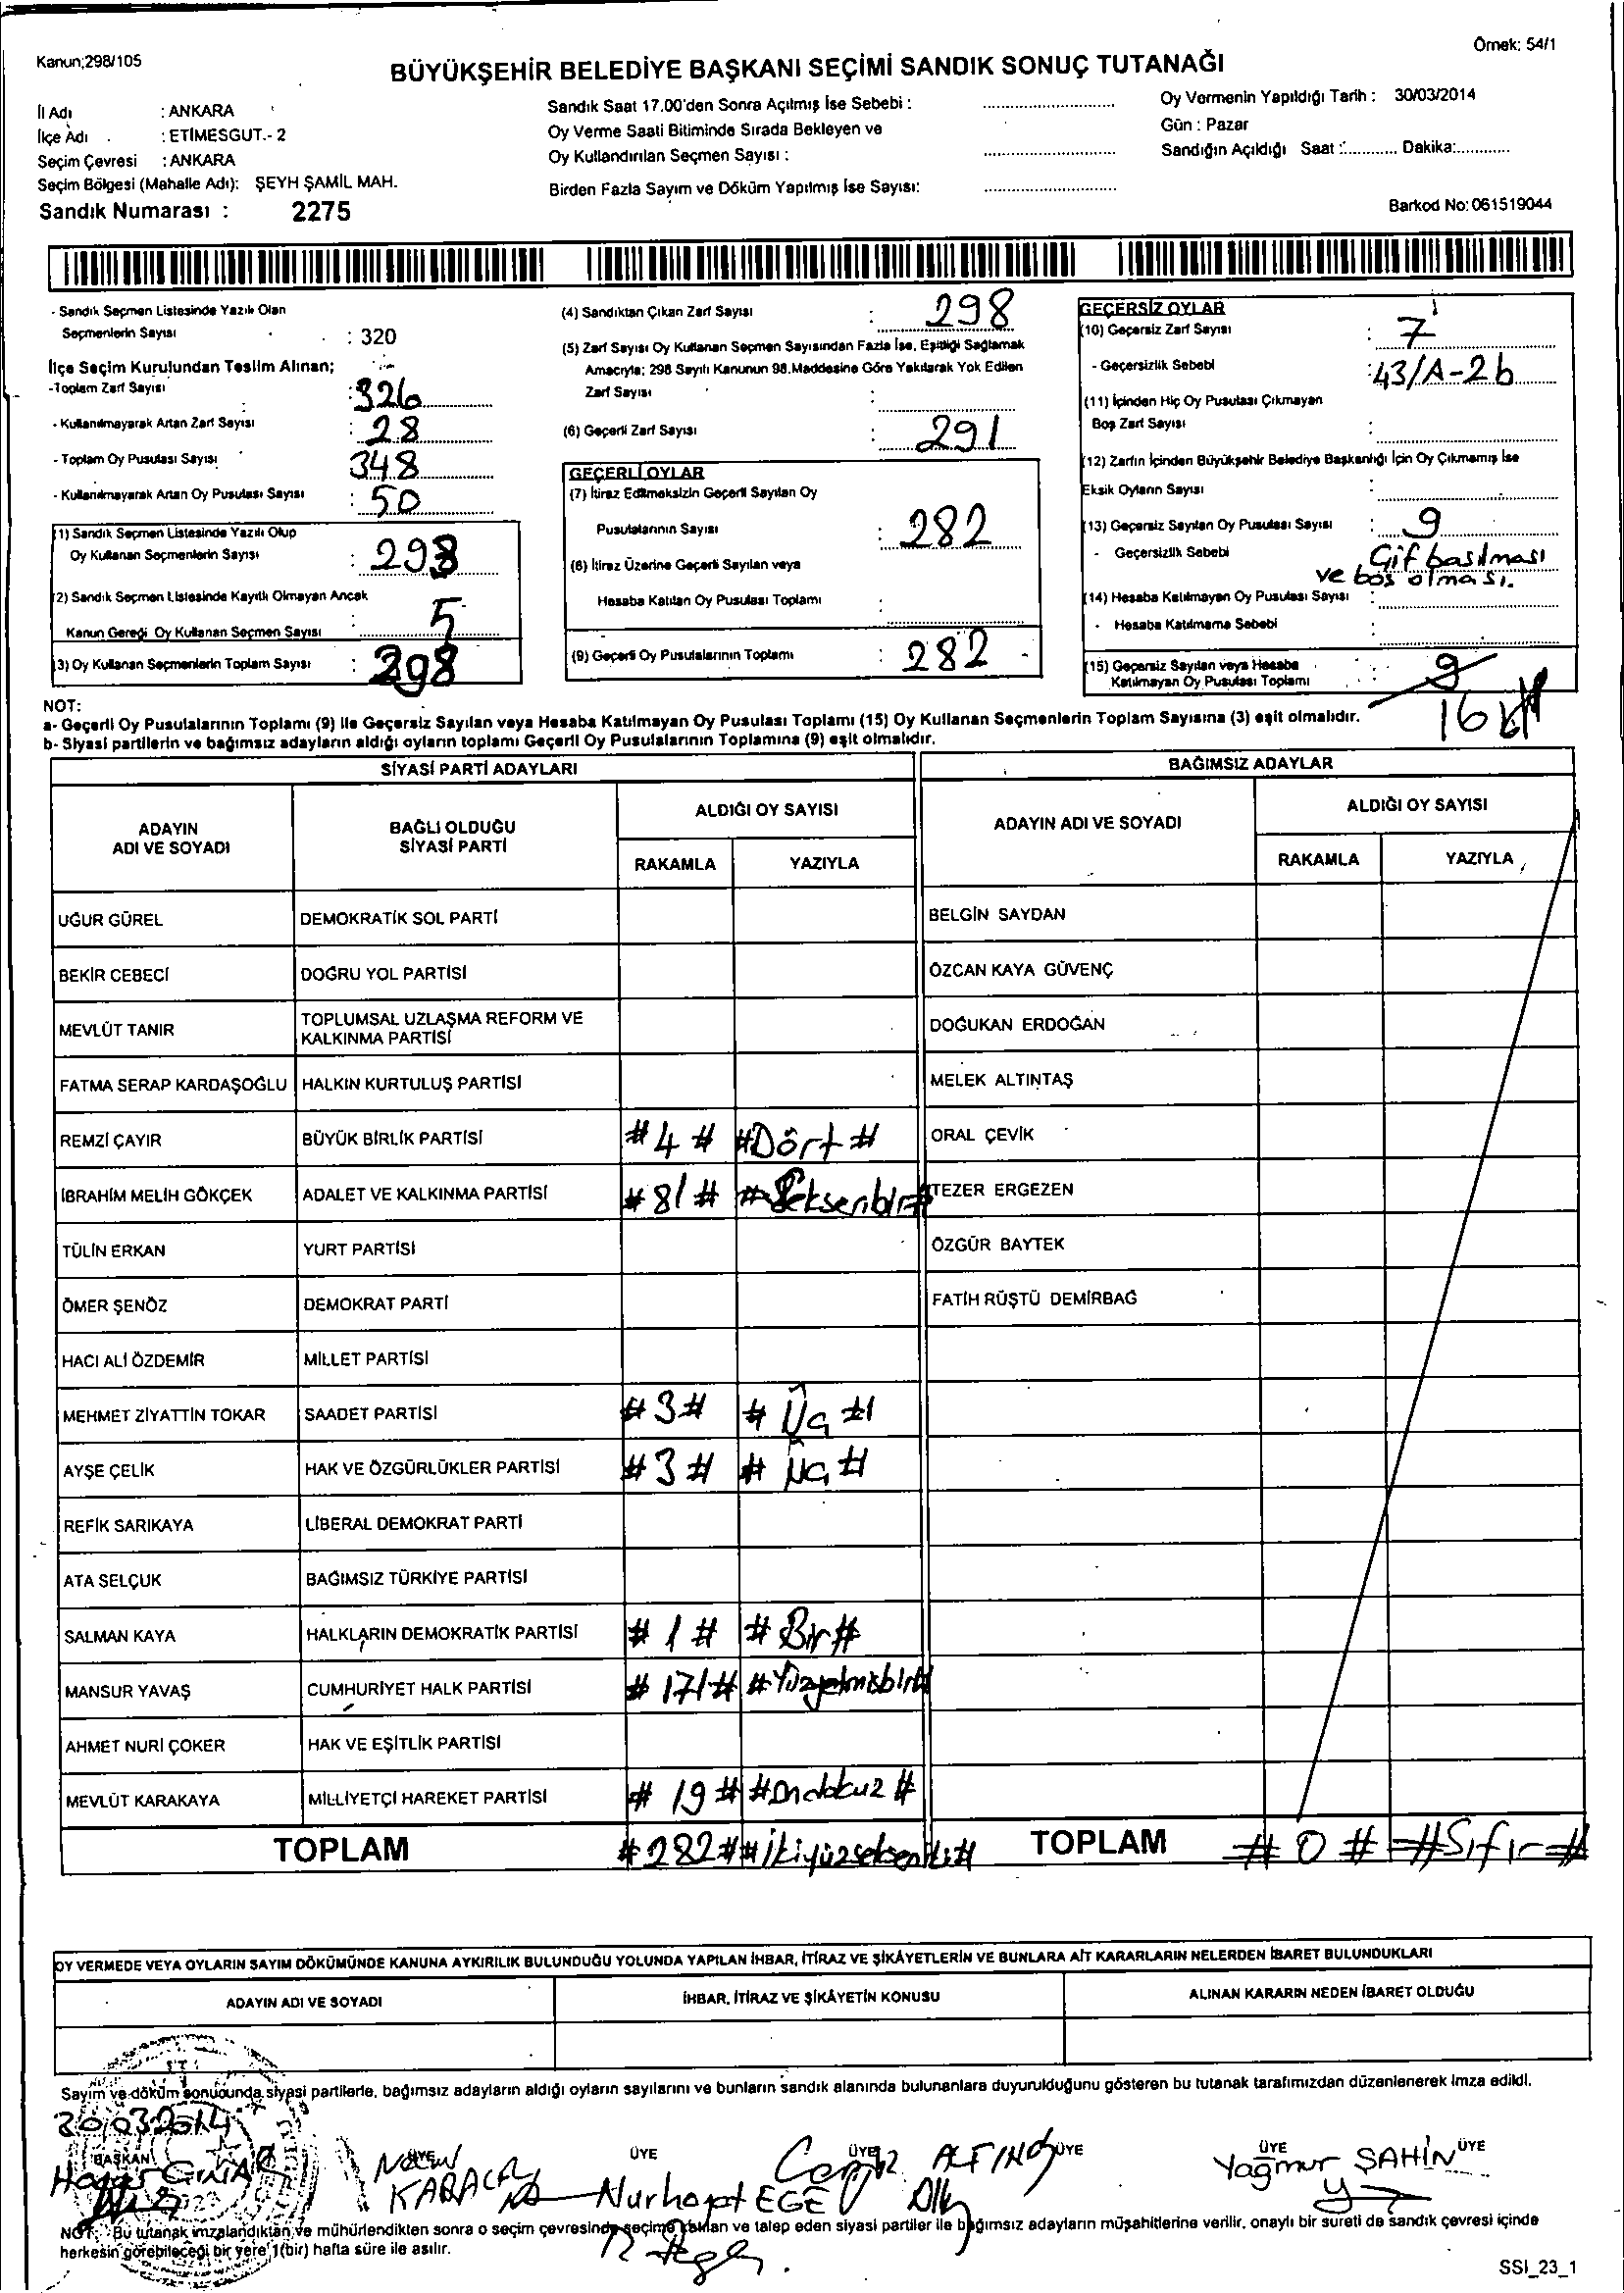 Kanun;298/105
Örnek: 54/1
BÜYÜKŞEHİR BELEDİYE BAŞKANI SEÇİMİ SANDIK SONUÇ TUTANAĞI
İl Adı : ANKARA
İlçe Adı : ETİMESGUT.- 2
Seçim Çevresi : ANKARA
Seçim Bölgesi (Mahalle Adı): ŞEYH ŞAMİL MAH.
Sandık Numarası : 2275
Sandık Saat 17.00'den Sonra Açılmış İse Sebebi :
Oy Verme Saati Bitiminde Sırada Bekleyen ve
Oy Kullandırılan Seçmen Sayısı :
Birden Fazla Sayım ve Döküm Yapılmış İse Sayısı:
Oy Vermenin Yapıldığı Tarih : 30/03/2014
Gün : Pazar
Sandığın Açıldığı Saat : Dakika:
Barkod No: 061519044
- Sandık Seçmen Listesinde Yazılı Olan
Seçmenlerin Sayısı : 320
İlçe Seçim Kurulundan Teslim Alınan;
-Toplam Zarf Sayısı : 326
- Kullanılmayarak Artan Zarf Sayısı : 28
- Toplam Oy Pusulası Sayısı 348
- Kullanılmayarak Artan Oy Pusulası Sayısı : 50
(1) Sandık Seçmen Listesinde Yazılı Olup
Oy Kullanan Seçmenlerin Sayısı : 293
(2) Sandık Seçmen Listesinde Kayıtlı Olmayan Ancak
Kanun Gereği Oy Kullanan Seçmen Sayısı : 5
(3) Oy Kullanan Seçmenlerin Toplam Sayısı : 298
(4) Sandıktan Çıkan Zarf Sayısı : 298
(5) Zarf Sayısı Oy Kullanan Seçmen Sayısından Fazla İse, Eşitliği Sağlamak
Amacıyla; 298 Sayılı Kanunun 98.Maddesine Göre Yakılarak Yok Edilen
Zarf Sayısı :
(6) Geçerli Zarf Sayısı : 291
GEÇERLİ OYLAR
(7) İtiraz Edilmeksizin Geçerli Sayılan Oy
Pusulalarının Sayısı : 282
(8) İtiraz Üzerine Geçerli Sayılan veya
Hesaba Katılan Oy Pusulası Toplamı :
(9) Geçerli Oy Pusulalarının Toplamı : 282
GEÇERSİZ OYLAR
(10) Geçersiz Zarf Sayısı : 7
- Geçersizlik Sebebi : 43/A-2b
(11) İçinden Hiç Oy Pusulası Çıkmayan
Boş Zarf Sayısı :
(12) Zarfın İçinden Büyükşehir Belediye Başkanlığı İçin Oy Çıkmamış İse
Eksik Oyların Sayısı :
(13) Geçersiz Sayılan Oy Pusulası Sayısı : 9
- Geçersizlik Sebebi Çift basılması
ve boş olması.
(14) Hesaba Katılmayan Oy Pusulası Sayısı :
- Hesaba Katılmama Sebebi :
(15) Geçersiz Sayılan veya Hesaba
Katılmayan Oy Pusulası Toplamı : 9
16
NOT:
a- Geçerli Oy Pusulalarının Toplamı (9) ile Geçersiz Sayılan veya Hesaba Katılmayan Oy Pusulası Toplamı (15) Oy Kullanan Seçmenlerin Toplam Sayısına (3) eşit olmalıdır.
b- Siyasi partilerin ve bağımsız adayların aldığı oyların toplamı Geçerli Oy Pusulalarının Toplamına (9) eşit olmalıdır.
SİYASİ PARTİ ADAYLARI BAĞIMSIZ ADAYLAR
ADAYIN ADI VE SOYADI BAĞLI OLDUĞU SİYASİ PARTİ ALDIĞI OY SAYISI ADAYIN ADI VE SOYADI ALDIĞI OY SAYISI
RAKAMLA YAZIYLA RAKAMLA YAZIYLA
UĞUR GÜREL DEMOKRATİK SOL PARTİ BELGİN SAYDAN
BEKİR CEBECİ DOĞRU YOL PARTİSİ ÖZCAN KAYA GÜVENÇ
MEVLÜT TANIR TOPLUMSAL UZLAŞMA REFORM VE KALKINMA PARTİSİ DOĞUKAN ERDOĞAN
FATMA SERAP KARDAŞOĞLU HALKIN KURTULUŞ PARTİSİ MELEK ALTINTAŞ
REMZİ ÇAYIR BÜYÜK BİRLİK PARTİSİ #4# #Dört# ORAL ÇEVİK
İBRAHİM MELİH GÖKÇEK ADALET VE KALKINMA PARTİSİ #81# #Seksenbir# TEZER ERGEZEN
TÜLİN ERKAN YURT PARTİSİ ÖZGÜR BAYTEK
ÖMER ŞENÖZ DEMOKRAT PARTİ FATİH RÜŞTÜ DEMİRBAĞ
HACI ALİ ÖZDEMİR MİLLET PARTİSİ
MEHMET ZİYATTİN TOKAR SAADET PARTİSİ #3# #Üç#
AYŞE ÇELİK HAK VE ÖZGÜRLÜKLER PARTİSİ #3# #Üç#
REFİK SARIKAYA LİBERAL DEMOKRAT PARTİ
ATA SELÇUK BAĞIMSIZ TÜRKİYE PARTİSİ
SALMAN KAYA HALKLARIN DEMOKRATİK PARTİSİ #1# #Bir#
MANSUR YAVAŞ CUMHURİYET HALK PARTİSİ #171# #Yüzyetmişbir#
AHMET NURİ ÇOKER HAK VE EŞİTLİK PARTİSİ
MEVLÜT KARAKAYA MİLLİYETÇİ HAREKET PARTİSİ #19# #Ondokuz#
TOPLAM #282# #İkiyüzsekseniki# TOPLAM #0# #Sıfır#
OY VERMEDE VEYA OYLARIN SAYIM DÖKÜMÜNDE KANUNA AYKIRILIK BULUNDUĞU YOLUNDA YAPILAN İHBAR, İTİRAZ VE ŞİKÂYETLERİN VE BUNLARA AİT KARARLARIN NELERDEN İBARET BULUNDUKLARI
ADAYIN ADI VE SOYADI İHBAR, İTİRAZ VE ŞİKÂYETİN KONUSU ALINAN KARARIN NEDEN İBARET OLDUĞU
Sayım ve döküm sonucunda siyasi partilerle, bağımsız adayların aldığı oyların sayılarını ve bunların sandık alanında bulunanlara duyurulduğunu gösteren bu tutanak tarafımızdan düzenlenerek imza edildi.
30032014
BAŞKAN ÜYE ÜYE ÜYE ÜYE ÜYE ÜYE
KARACA Nurhayat EGE Yağmur ŞAHİN
NOT: Bu tutanak imzalandıktan ve mühürlendikten sonra o seçim çevresinde seçime katılan ve talep eden siyasi partiler ile bağımsız adayların müşahitlerine verilir, onaylı bir sureti de sandık çevresi içinde
herkesin görebileceği bir yere 1(bir) hafta süre ile asılır.
SSI_23_1